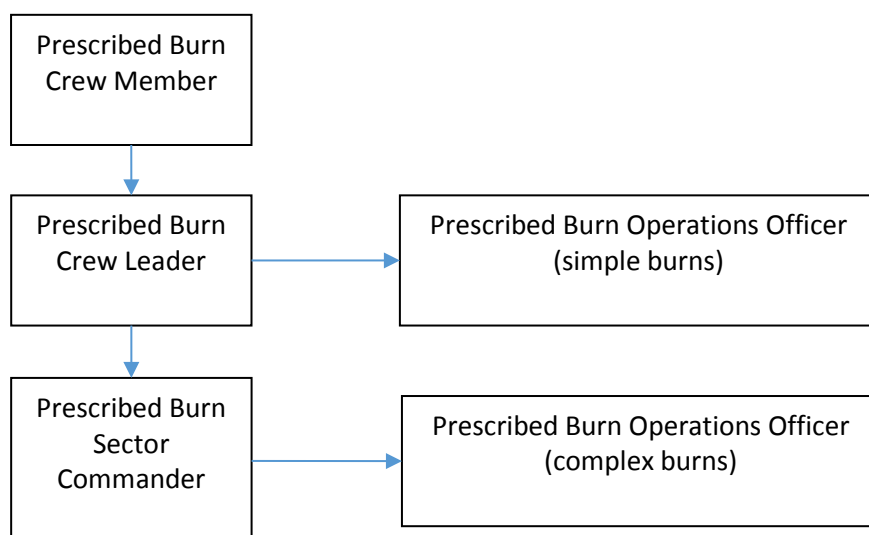 Prescribed Burn
Crew Member
Prescribed Burn
Crew Leader
Prescribed Burn Operations Officer
(simple burns)
Prescribed Burn
Sector
Commander
Prescribed Burn Operations Officer
(complex burns)